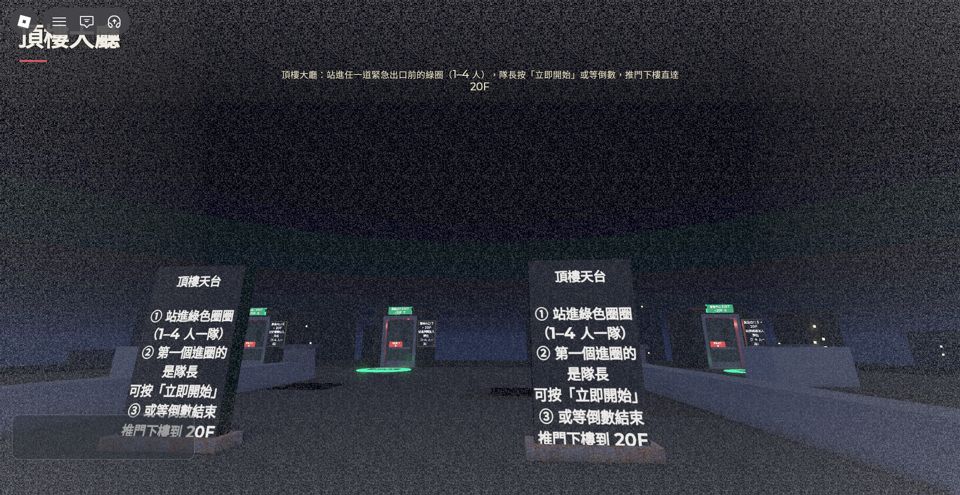 頂樓大廳
頂樓大廳：站進任一道緊急出口前的綠圈（1–4 人），隊長按「立即開始」或等倒數，推門下樓直達
20F
頂樓天台
① 站進綠色圈圈
（1–4 人一隊）
② 第一個進圈的
是隊長
可按「立即開始」
③ 或等倒數結束
推門下樓到 20F
頂樓天台
① 站進綠色圈圈
（1–4 人一隊）
② 第一個進圈的
是隊長
可按「立即開始」
③ 或等倒數結束
推門下樓到 20F